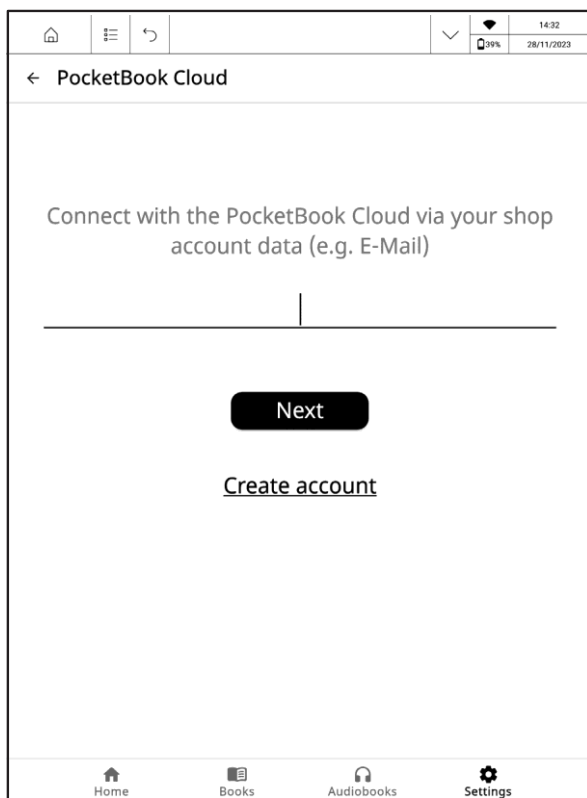 14:32
39%
28/11/2023
PocketBook Cloud
Connect with the PocketBook Cloud via your shop
account data (e.g. E-Mail)
Next
Create account
Home
Books
Audiobooks
Settings